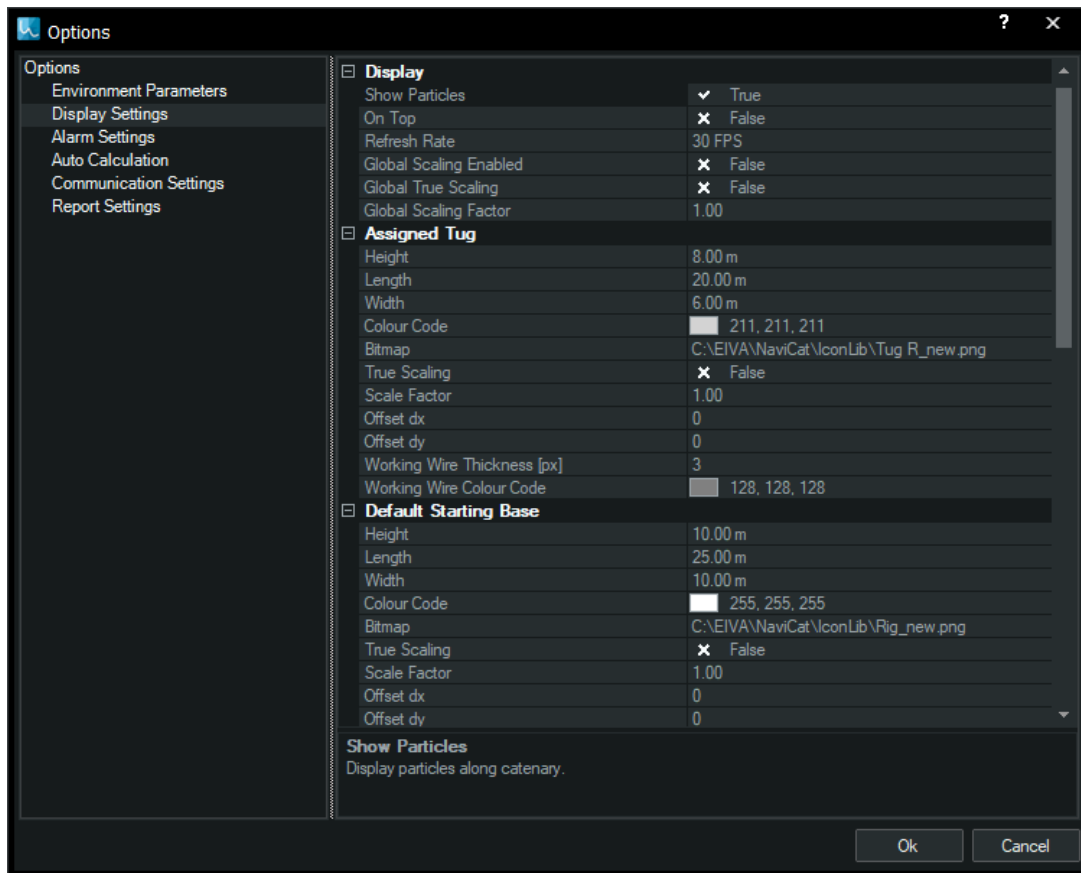 Options
?
Options
Environment Parameters
Display Settings
Alarm Settings
Auto Calculation
Communication Settings
Report Settings
Display
Show Particles True
On Top False
Refresh Rate 30 FPS
Global Scaling Enabled False
Global True Scaling False
Global Scaling Factor 1.00
Assigned Tug
Height 8.00 m
Length 20.00 m
Width 6.00 m
Colour Code 211, 211, 211
Bitmap C:\EIVA\NaviCat\IconLib\Tug R_new.png
True Scaling False
Scale Factor 1.00
Offset dx 0
Offset dy 0
Working Wire Thickness [px] 3
Working Wire Colour Code 128, 128, 128
Default Starting Base
Height 10.00 m
Length 25.00 m
Width 10.00 m
Colour Code 255, 255, 255
Bitmap C:\EIVA\NaviCat\IconLib\Rig_new.png
True Scaling False
Scale Factor 1.00
Offset dx 0
Offset dy 0
Show Particles
Display particles along catenary.
Ok Cancel